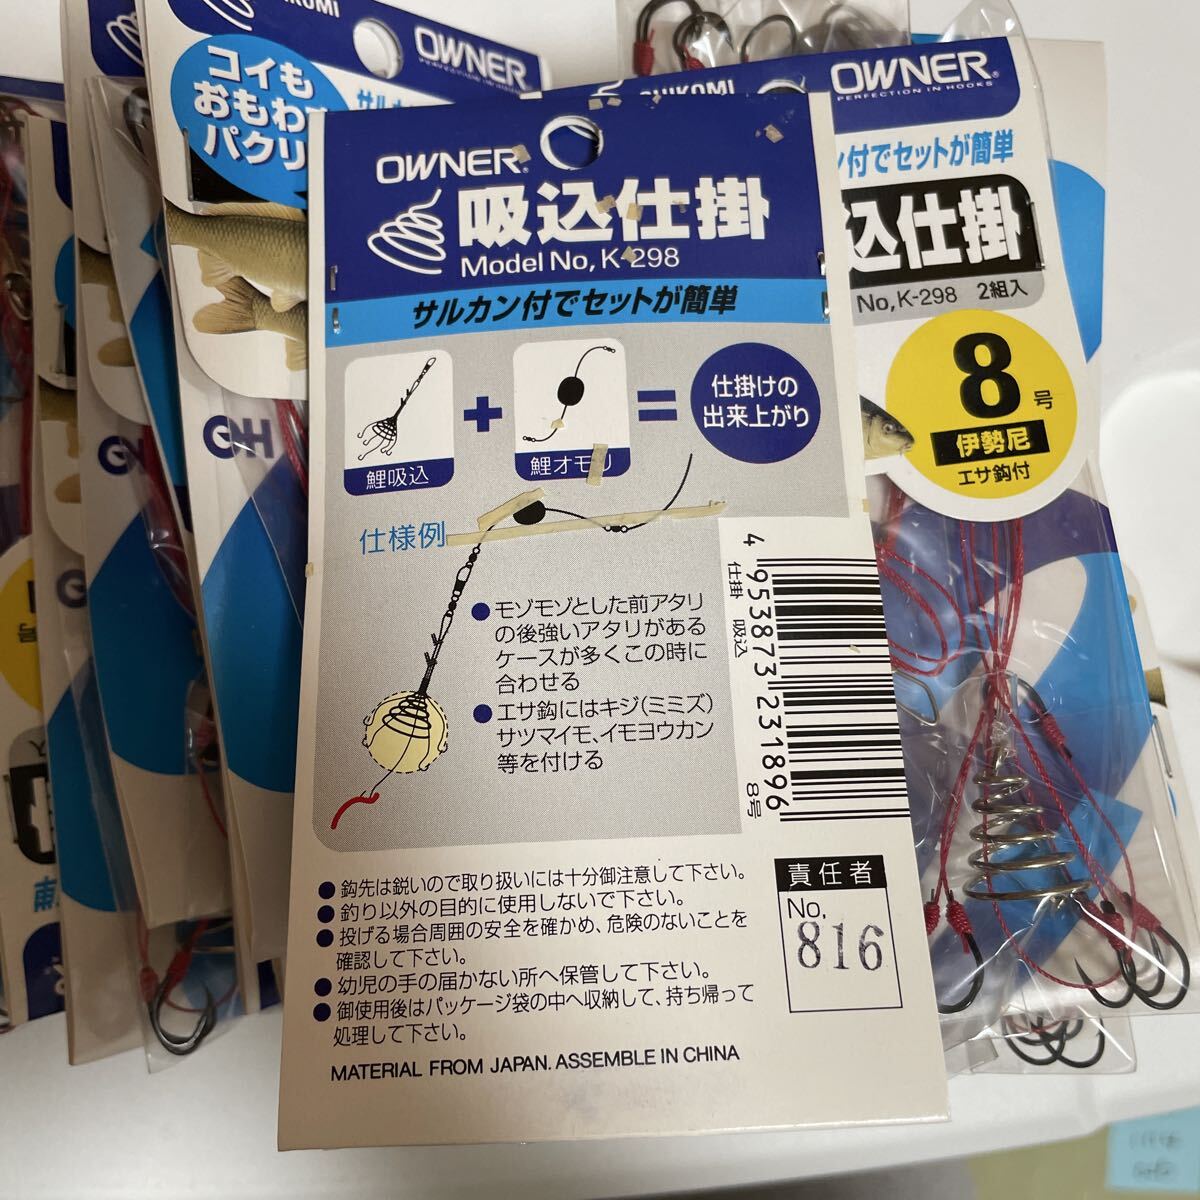 OWNER
吸込仕掛
Model No, K-298
サルカン付でセットが簡単
鯉吸込
+
鯉オモリ
=
仕掛けの
出来上がり
仕様例
●モゾモゾとした前アタリ
の後強いアタリがある
ケースが多くこの時に
合わせる
●エサ鈎にはキジ(ミミズ)
サツマイモ、イモヨウカン
等を付ける
仕掛 吸込 8号
4 953873 231896
●鈎先は鋭いので取り扱いには十分御注意して下さい。
●釣り以外の目的に使用しないで下さい。
●投げる場合周囲の安全を確かめ、危険のないことを
確認して下さい。
●幼児の手の届かない所へ保管して下さい。
●御使用後はパッケージ袋の中へ収納して、持ち帰って
処理して下さい。
MATERIAL FROM JAPAN. ASSEMBLE IN CHINA
責任者
No,
816
OWNER
コイも
おもわ
パクリ
サルカ
IKOMI
OWNER
PERFECTION IN HOOKS
ン付でセットが簡単
込仕掛
No, K-298 2組入
8号
伊勢尼
エサ鈎付